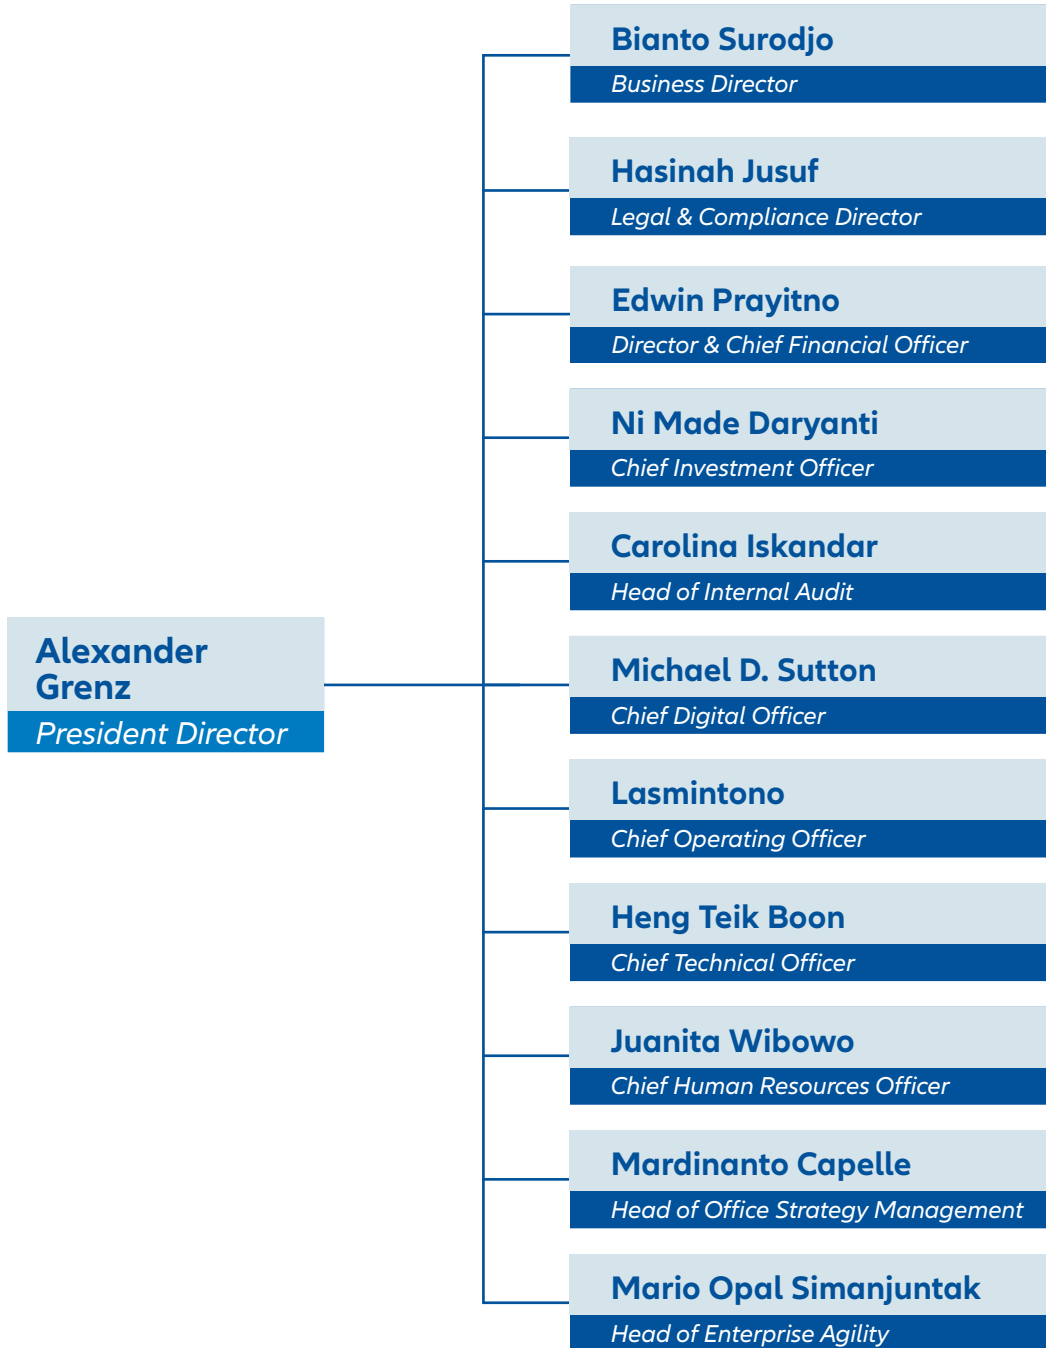 Bianto Surodjo
Business Director
Hasinah Jusuf
Legal & Compliance Director
Edwin Prayitno
Director & Chief Financial Officer
Ni Made Daryanti
Chief Investment Officer
Carolina Iskandar
Head of Internal Audit
Alexander
Grenz
President Director
Michael D. Sutton
Chief Digital Officer
Lasmintono
Chief Operating Officer
Heng Teik Boon
Chief Technical Officer
Juanita Wibowo
Chief Human Resources Officer
Mardinanto Capelle
Head of Office Strategy Management
Mario Opal Simanjuntak
Head of Enterprise Agility